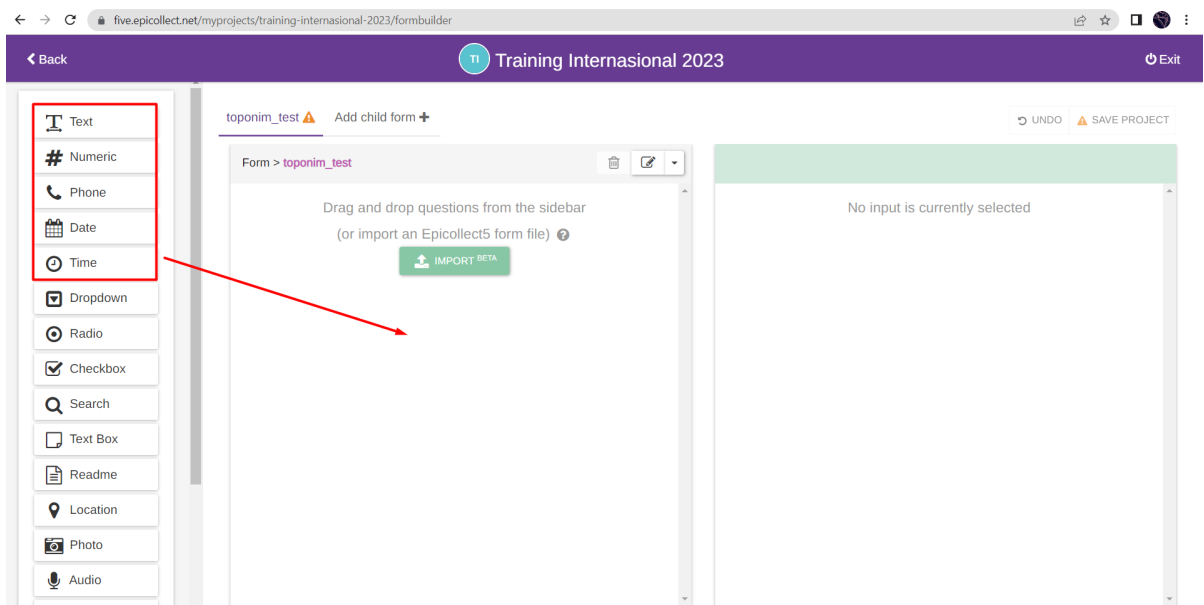 five.epicollect.net/myprojects/training-internasional-2023/formbuilder
Back
TI Training Internasional 2023
Exit
Text
Numeric
Phone
Date
Time
Dropdown
Radio
Checkbox
Search
Text Box
Readme
Location
Photo
Audio
toponim_test Add child form
UNDO SAVE PROJECT
Form > toponim_test
Drag and drop questions from the sidebar
(or import an Epicollect5 form file)
IMPORT BETA
No input is currently selected